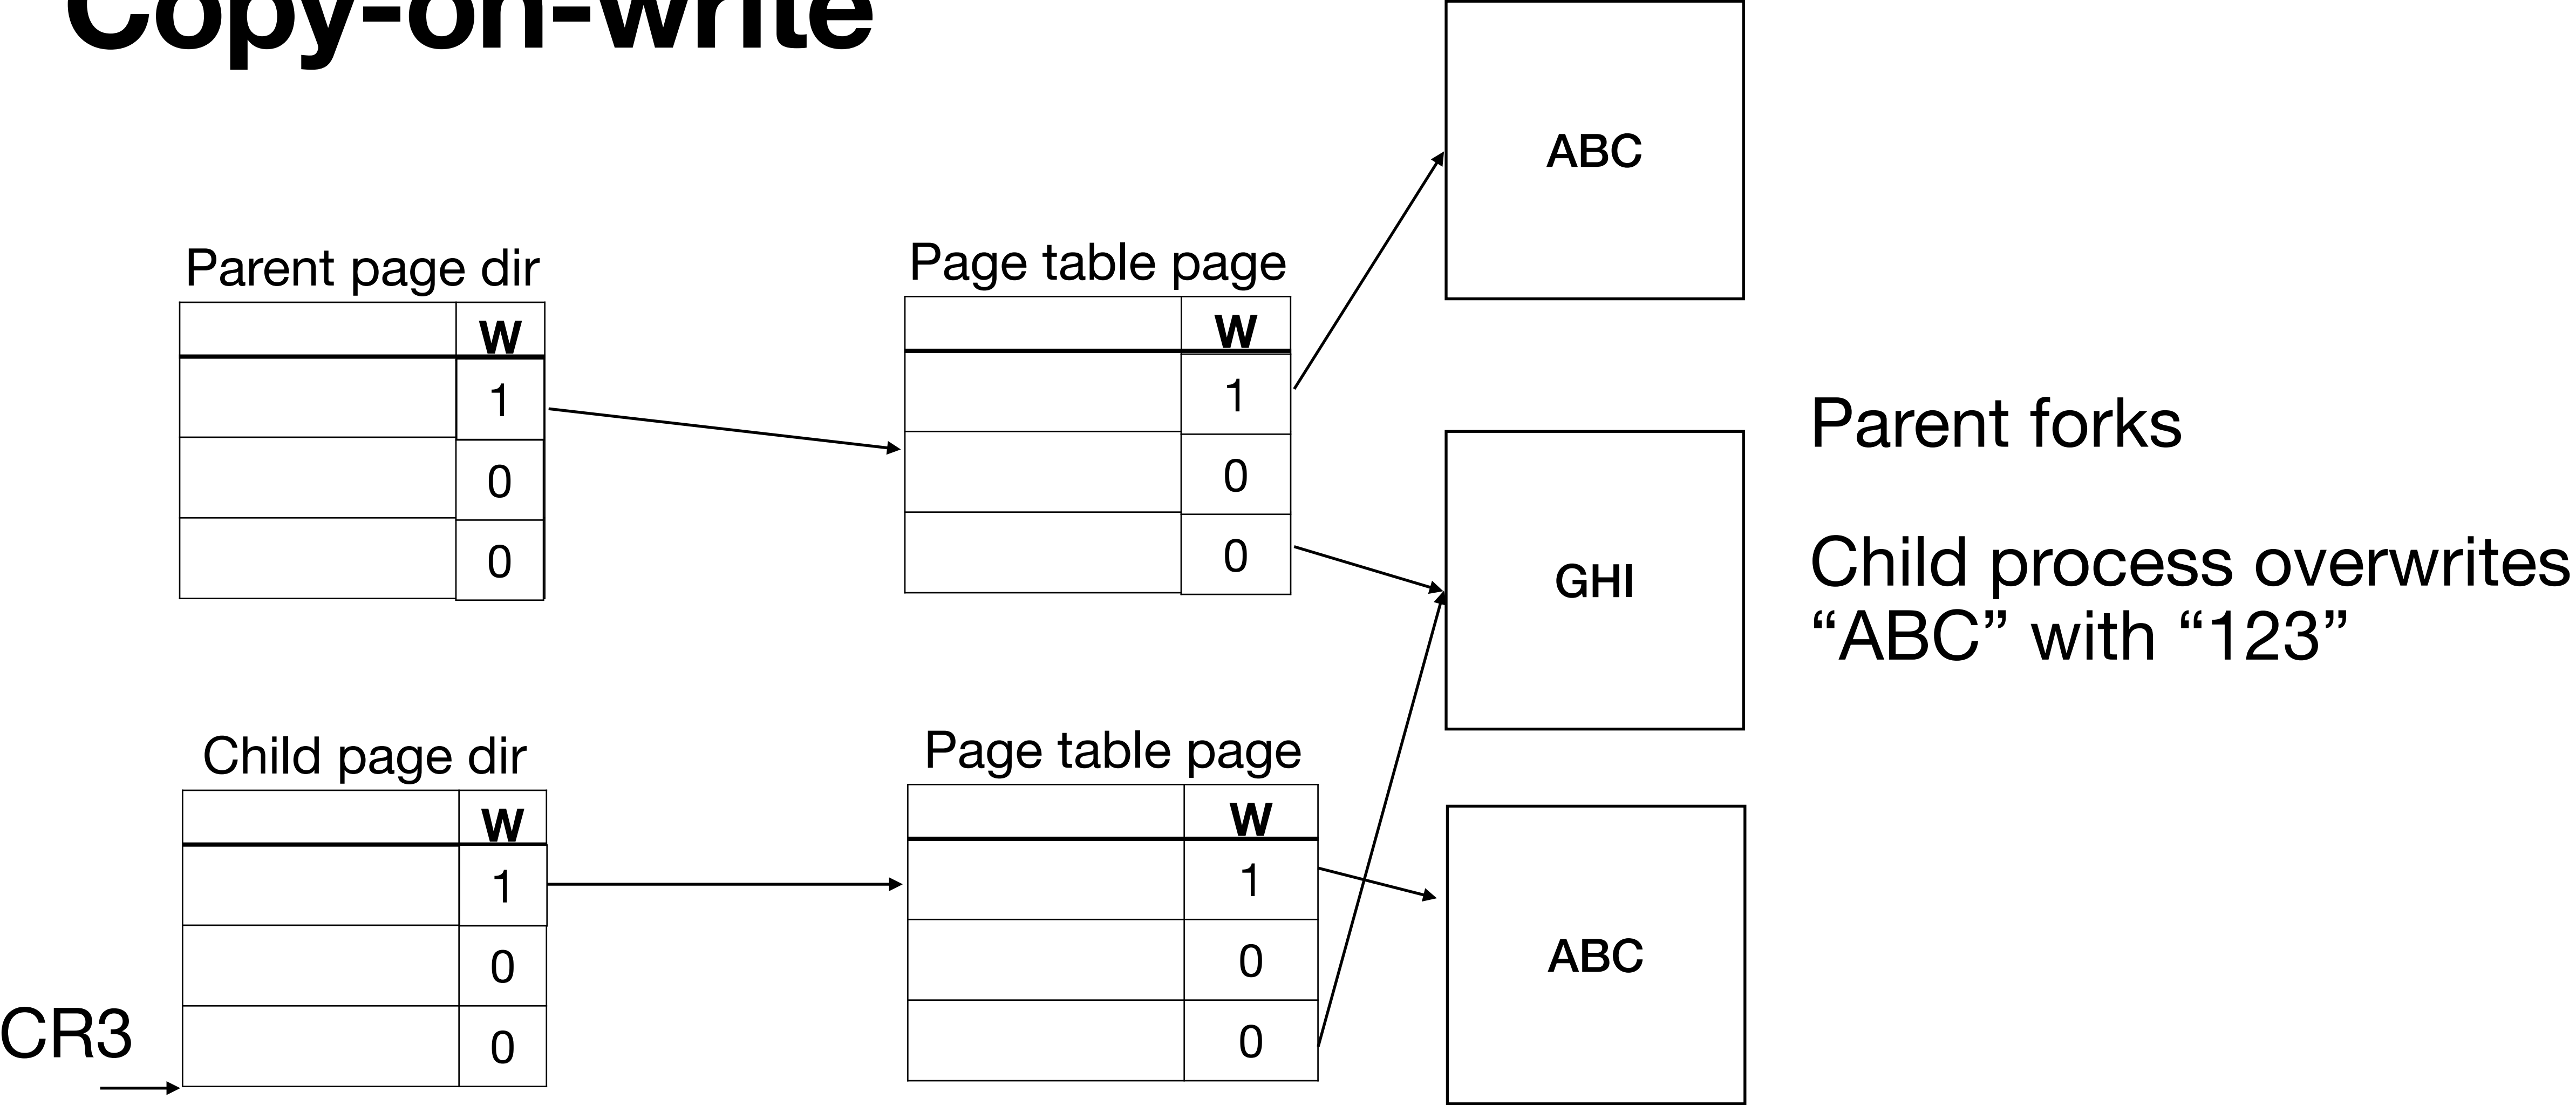 Copy-on-write
ABC
Parent page dir
W
1
0
0
Page table page
W
1
0
0
GHI
Parent forks
Child process overwrites
“ABC” with “123”
Child page dir
W
1
0
0
CR3
Page table page
W
1
0
0
ABC